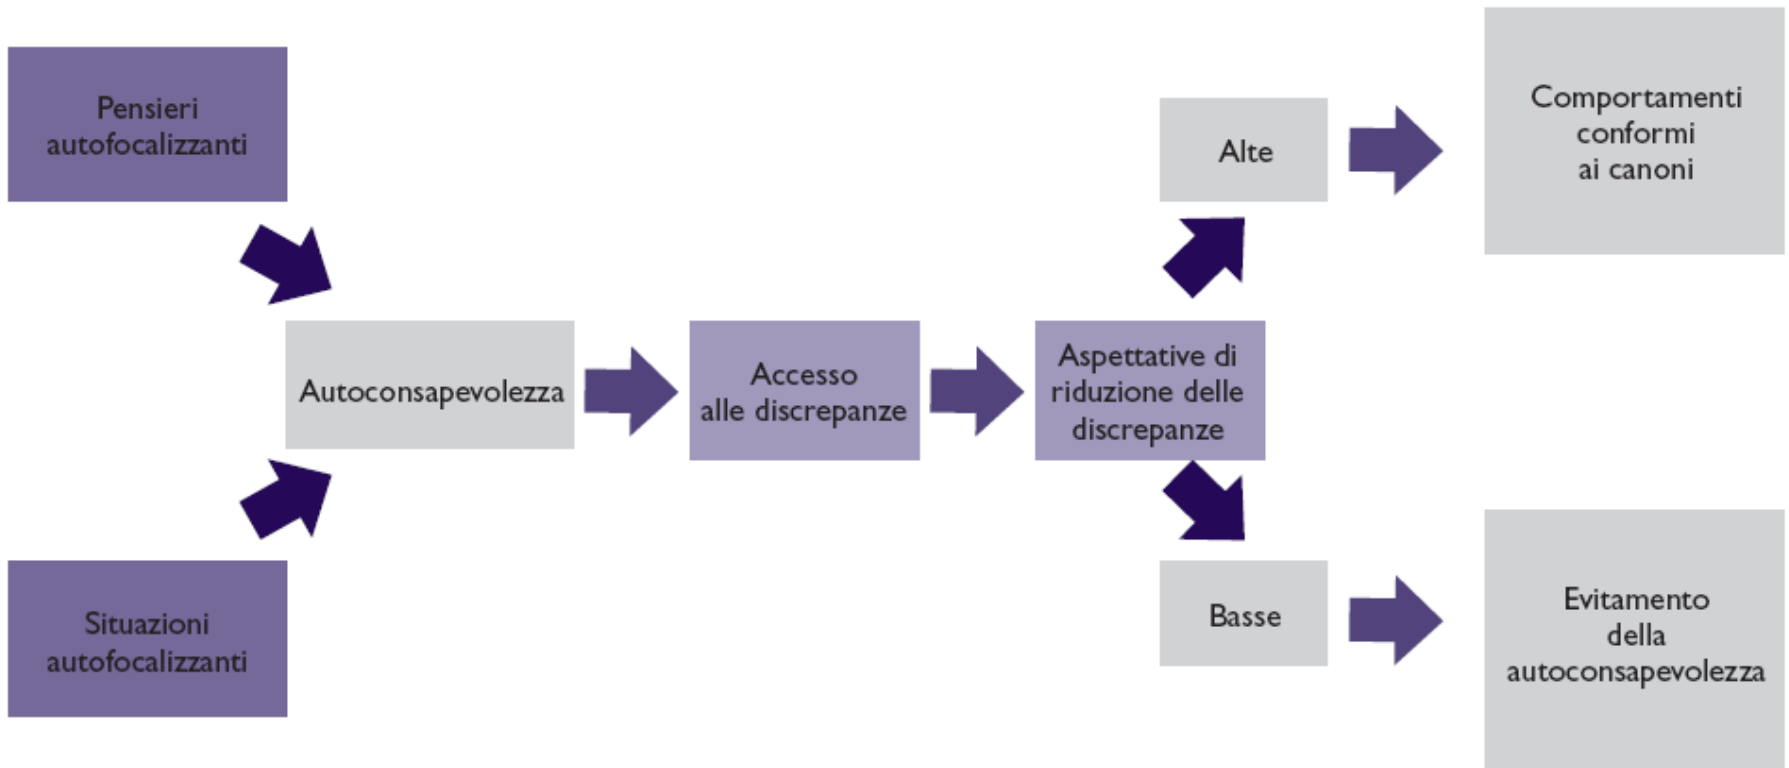 Pensieri
autofocalizzanti
Situazioni
autofocalizzanti
Autoconsapevolezza
Accesso
alle discrepanze
Aspettative di
riduzione delle
discrepanze
Alte
Comportamenti
conformi
ai canoni
Basse
Evitamento
della
autoconsapevolezza